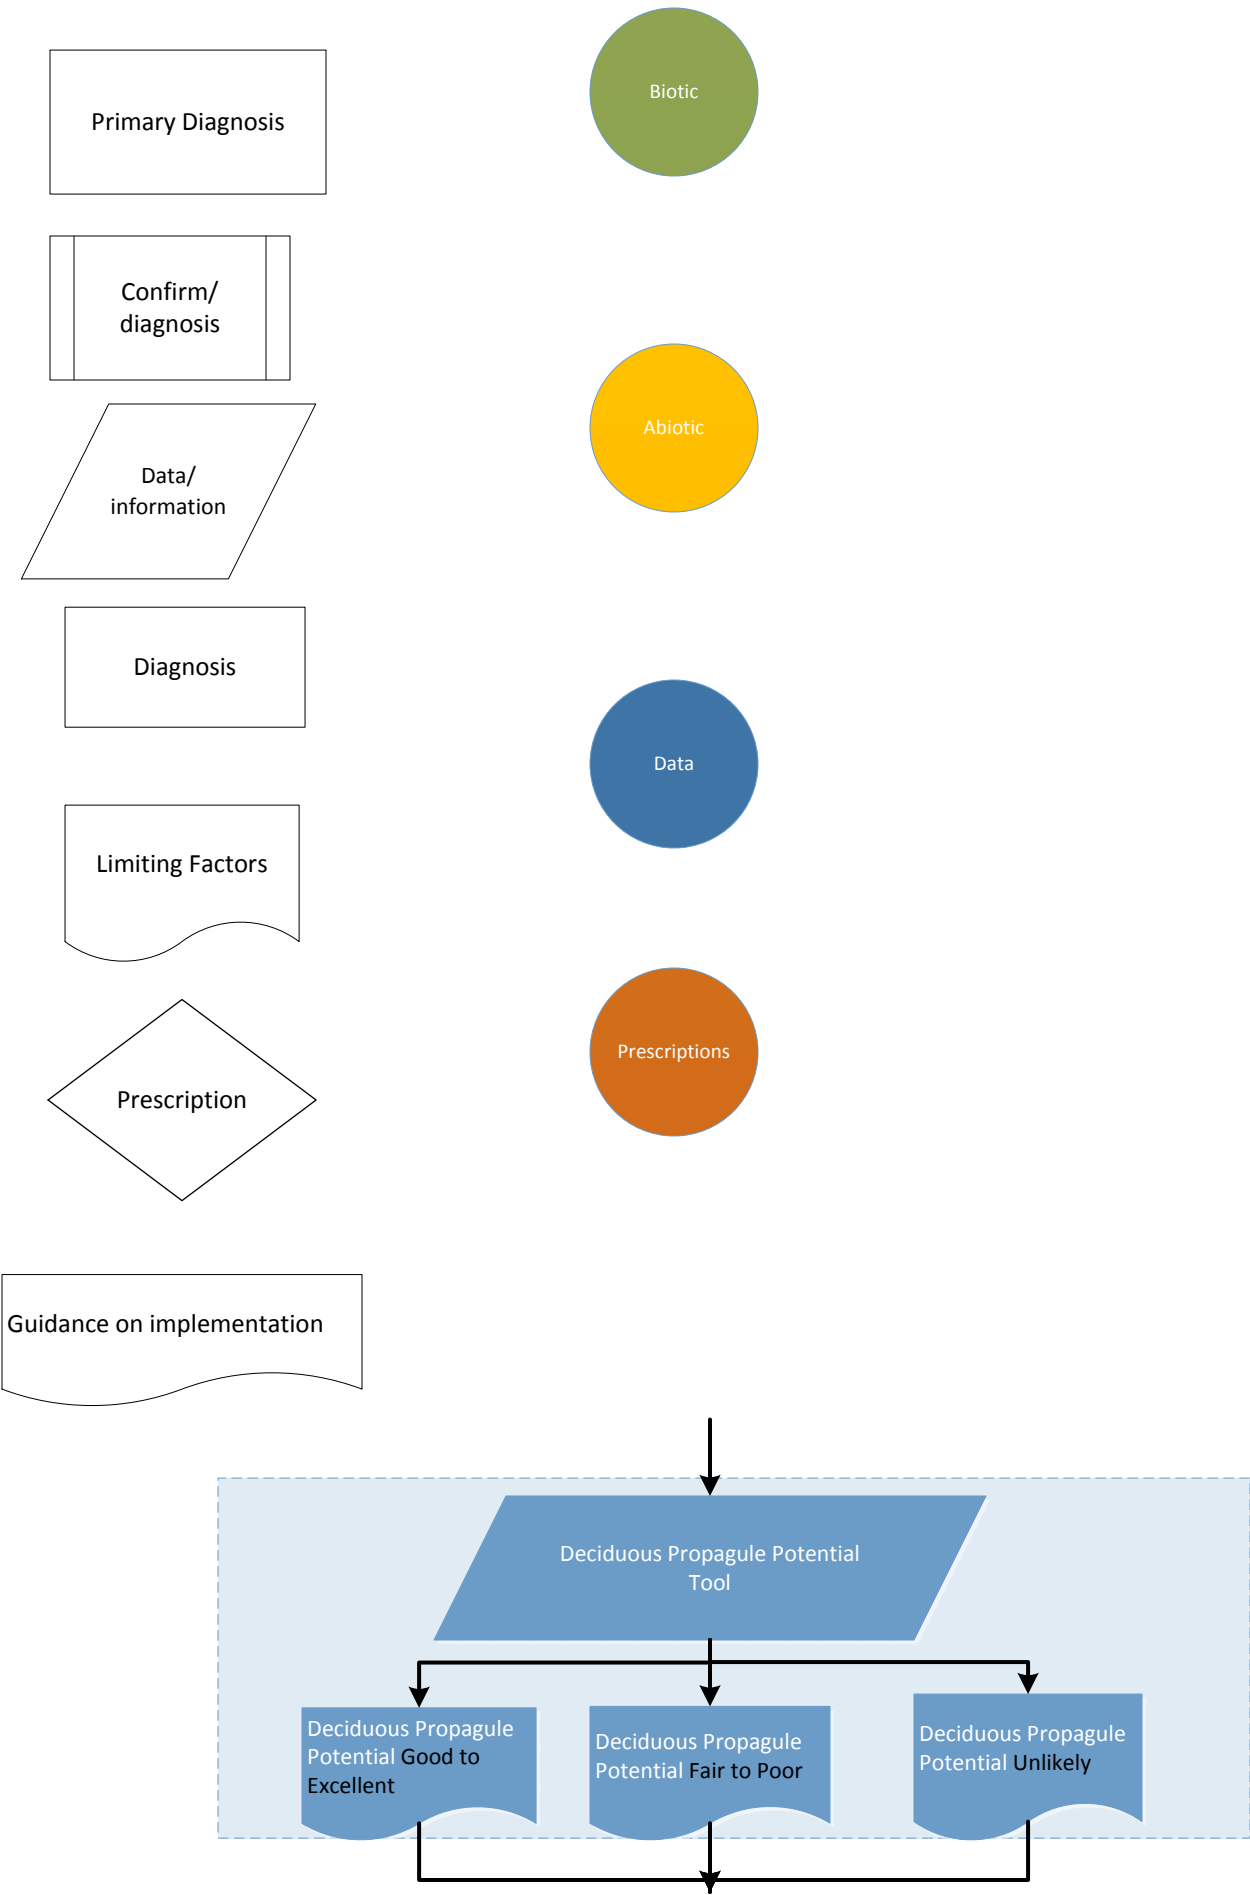 Primary Diagnosis
Biotic
Confirm/
diagnosis
Abiotic
Data/
information
Diagnosis
Data
Limiting Factors
Prescriptions
Prescription
Guidance on implementation
Deciduous Propagule Potential
Tool
Deciduous Propagule
Potential Good to
Excellent
Deciduous Propagule
Potential Fair to Poor
Deciduous Propagule
Potential Unlikely